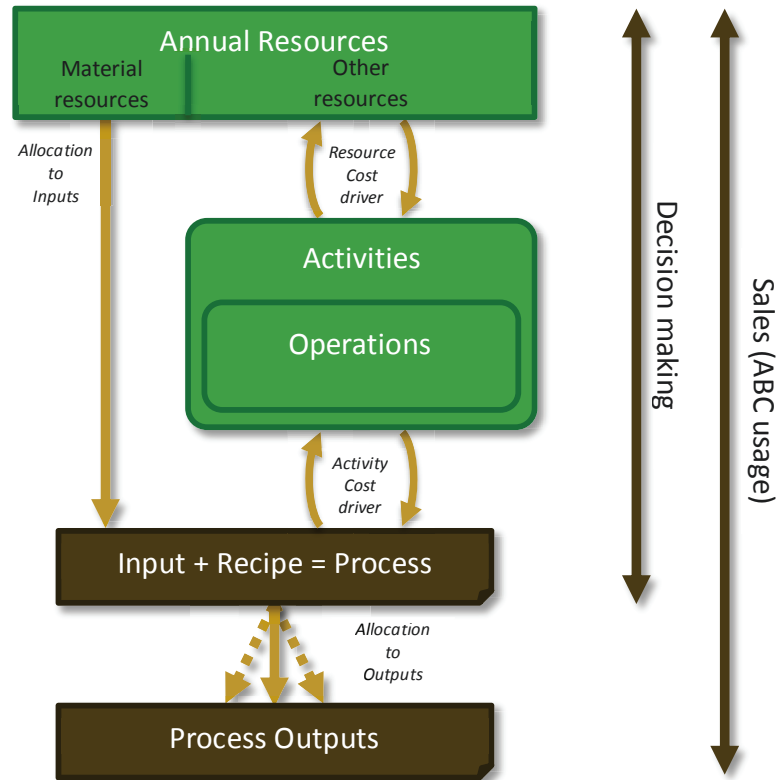 Annual Resources
Material
resources
Other
resources
Allocation
to
Inputs
Resource
Cost
driver
Activities
Operations
Activity
Cost
driver
Input + Recipe = Process
Allocation
to
Outputs
Process Outputs
Decision making
Sales (ABC usage)